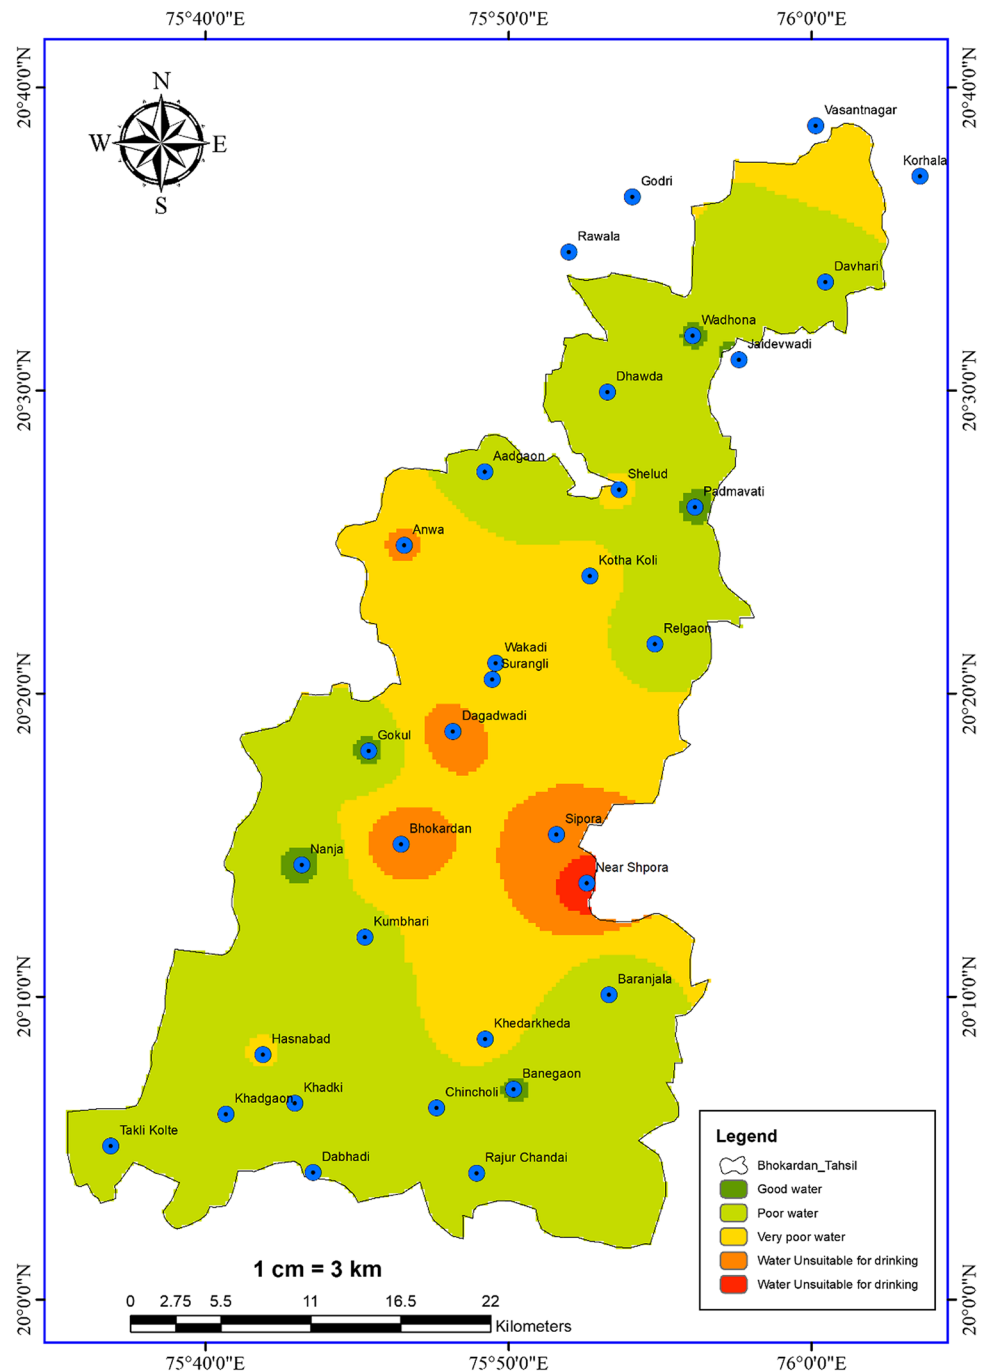 75°40'0"E 75°50'0"E 76°0'0"E
20°40'0"N 20°40'0"N
N
W E
S
Vasantnagar
Korhala
Godri
Rawala
Davhari
Wadhona
Jaidevwadi
20°30'0"N 20°30'0"N
Dhawda
Aadgaon
Shelud
Padmavati
Anwa
Kotha Koli
Relgaon
Wakadi
Surangli
20°20'0"N 20°20'0"N
Dagadwadi
Gokul
Sipora
Bhokardan
Nanja
Near Shpora
Kumbhari
Baranjala
20°10'0"N 20°10'0"N
Khedarkheda
Hasnabad
Banegaon
Khadki
Chincholi
Khadgaon
Takli Kolte
Dabhadi
Rajur Chandai
Legend
Bhokardan_Tahsil
Good water
Poor water
Very poor water
Water Unsuitable for drinking
Water Unsuitable for drinking
1 cm = 3 km
0 2.75 5.5 11 16.5 22
Kilometers
20°0'0"N 20°0'0"N
75°40'0"E 75°50'0"E 76°0'0"E